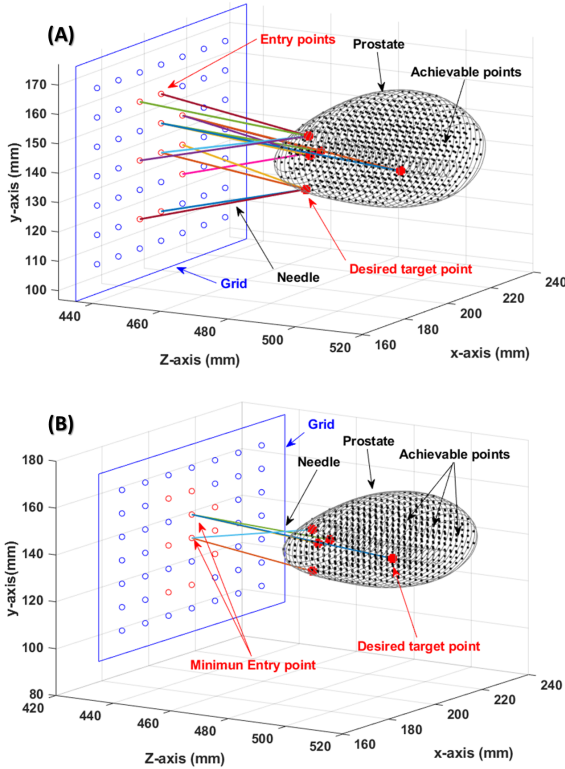 (A)
Entry points
Prostate
Achievable points
170
160
150
140
130
120
110
100
y-axis (mm)
Needle
Desired target point
Grid
440
460
480
500
520
Z-axis (mm)
160
180
200
220
240
x-axis (mm)
(B)
Grid
Prostate
Needle
Achievable points
180
160
140
120
100
80
y-axis(mm)
Desired target point
Minimun Entry point
420
440
460
480
500
520
Z-axis (mm)
160
180
200
220
240
x-axis (mm)